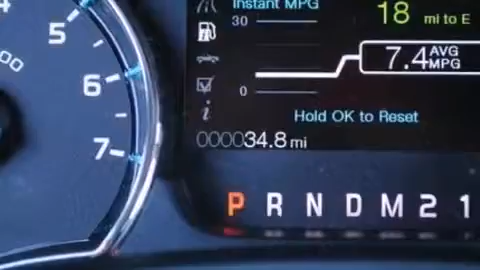 Instant MPG
30
18 mi to E
7.4 AVG MPG
0
Hold OK to Reset
000034.8 mi
P R N D M 2 1
5
6
7